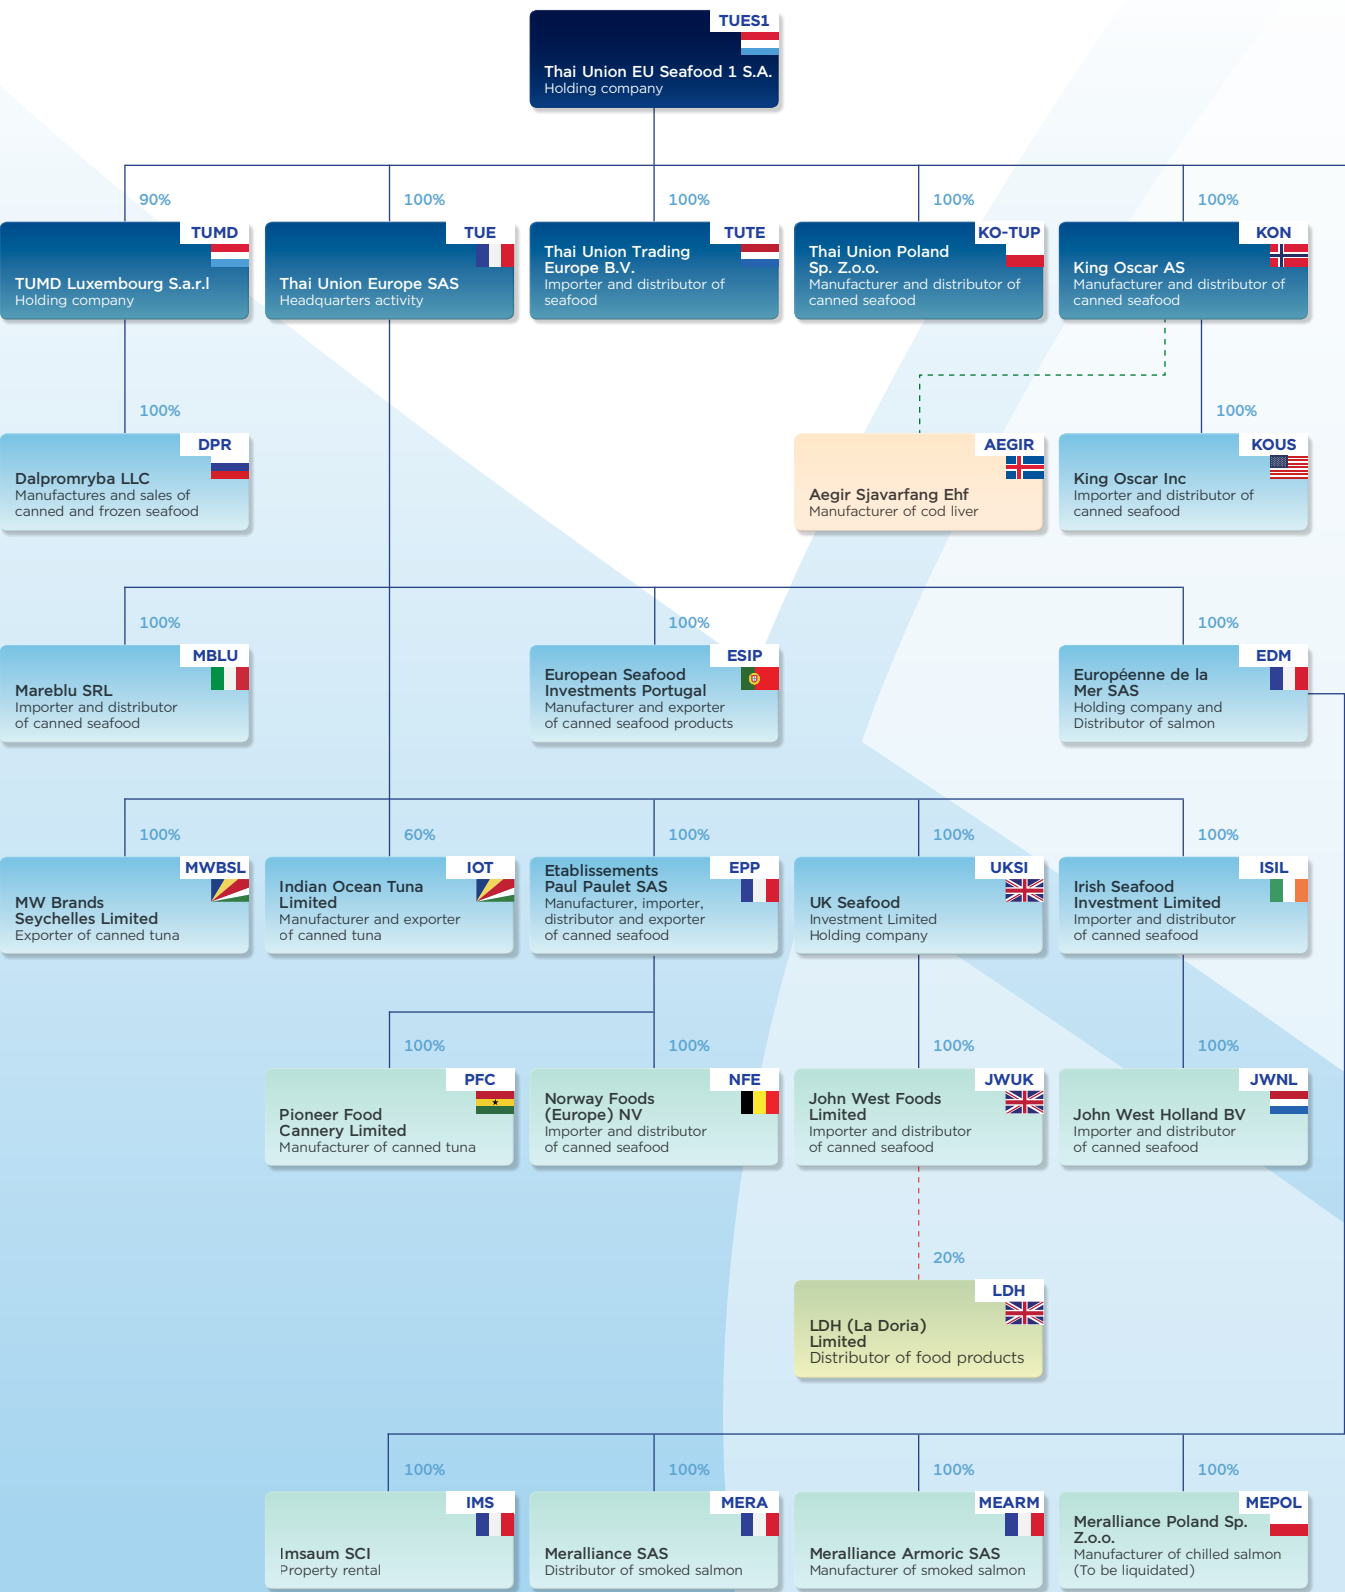 TUES1
Thai Union EU Seafood 1 S.A.
Holding company
90%
100%
100%
100%
100%
TUMD
TUMD Luxembourg S.a.r.l
Holding company
TUE
Thai Union Europe SAS
Headquarters activity
TUTE
Thai Union Trading
Europe B.V.
Importer and distributor of
seafood
KO-TUP
Thai Union Poland
Sp. Z.o.o.
Manufacturer and distributor of
canned seafood
KON
King Oscar AS
Manufacturer and distributor of
canned seafood
100%
100%
DPR
Dalpromryba LLC
Manufactures and sales of
canned and frozen seafood
AEGIR
Aegir Sjavarfang Ehf
Manufacturer of cod liver
KOUS
King Oscar Inc
Importer and distributor of
canned seafood
100%
100%
100%
MBLU
Mareblu SRL
Importer and distributor
of canned seafood
ESIP
European Seafood
Investments Portugal
Manufacturer and exporter
of canned seafood products
EDM
Européenne de la
Mer SAS
Holding company and
Distributor of salmon
100%
60%
100%
100%
100%
MWBSL
MW Brands
Seychelles Limited
Exporter of canned tuna
IOT
Indian Ocean Tuna
Limited
Manufacturer and exporter
of canned tuna
EPP
Etablissements
Paul Paulet SAS
Manufacturer, importer,
distributor and exporter
of canned seafood
UKSI
UK Seafood
Investment Limited
Holding company
ISIL
Irish Seafood
Investment Limited
Importer and distributor
of canned seafood
100%
100%
100%
100%
PFC
Pioneer Food
Cannery Limited
Manufacturer of canned tuna
NFE
Norway Foods
(Europe) NV
Importer and distributor
of canned seafood
JWUK
John West Foods
Limited
Importer and distributor
of canned seafood
JWNL
John West Holland BV
Importer and distributor
of canned seafood
20%
LDH
LDH (La Doria)
Limited
Distributor of food products
100%
100%
100%
100%
IMS
Imsaum SCI
Property rental
MERA
Meralliance SAS
Distributor of smoked salmon
MEARM
Meralliance Armoric SAS
Manufacturer of smoked salmon
MEPOL
Meralliance Poland Sp.
Z.o.o.
Manufacturer of chilled salmon
(To be liquidated)